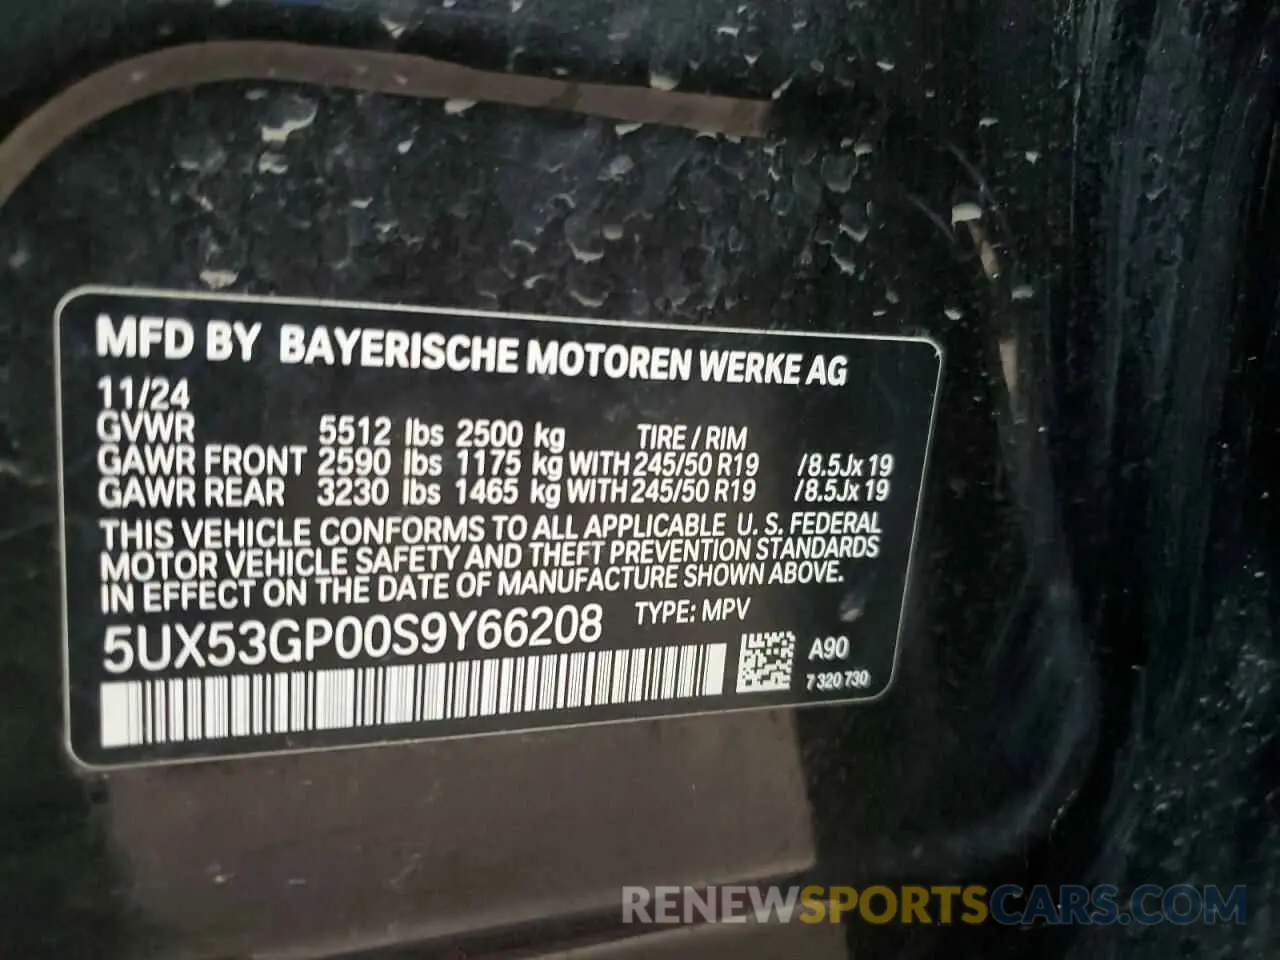 MFD BY BAYERISCHE MOTOREN WERKE AG
11/24
GVWR 5512 lbs 2500 kg TIRE / RIM
GAWR FRONT 2590 lbs 1175 kg WITH 245/50 R19 /8.5Jx 19
GAWR REAR 3230 lbs 1465 kg WITH 245/50 R19 /8.5Jx 19
THIS VEHICLE CONFORMS TO ALL APPLICABLE U. S. FEDERAL
MOTOR VEHICLE SAFETY AND THEFT PREVENTION STANDARDS
IN EFFECT ON THE DATE OF MANUFACTURE SHOWN ABOVE.
5UX53GP00S9Y66208 TYPE: MPV
A90
7 320 730
RENEWSPORTSCARS.COM